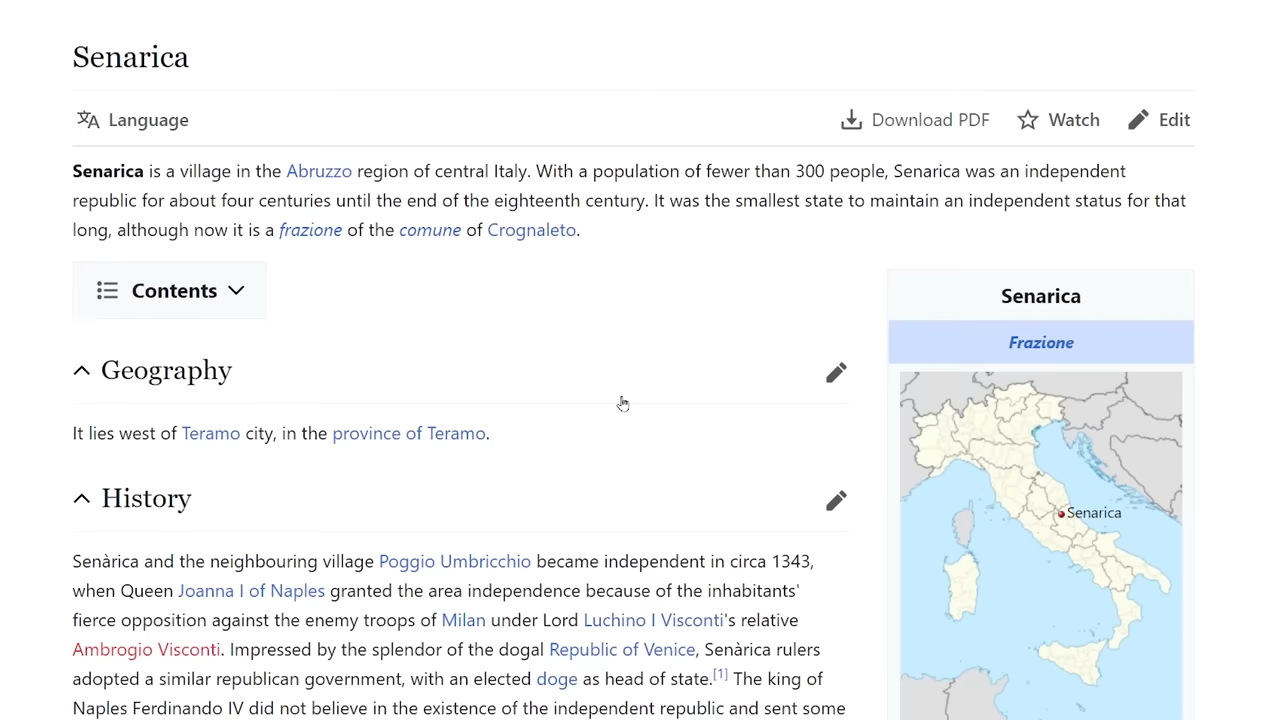 Senarica
Language
Download PDF
Watch
Edit
Senarica is a village in the Abruzzo region of central Italy. With a population of fewer than 300 people, Senarica was an independent
republic for about four centuries until the end of the eighteenth century. It was the smallest state to maintain an independent status for that
long, although now it is a frazione of the comune of Crognaleto.
Contents
Geography
It lies west of Teramo city, in the province of Teramo.
History
Senàrica and the neighbouring village Poggio Umbricchio became independent in circa 1343,
when Queen Joanna I of Naples granted the area independence because of the inhabitants'
fierce opposition against the enemy troops of Milan under Lord Luchino I Visconti's relative
Ambrogio Visconti. Impressed by the splendor of the dogal Republic of Venice, Senàrica rulers
adopted a similar republican government, with an elected doge as head of state.[1] The king of
Naples Ferdinando IV did not believe in the existence of the independent republic and sent some
Senarica
Frazione
Senarica